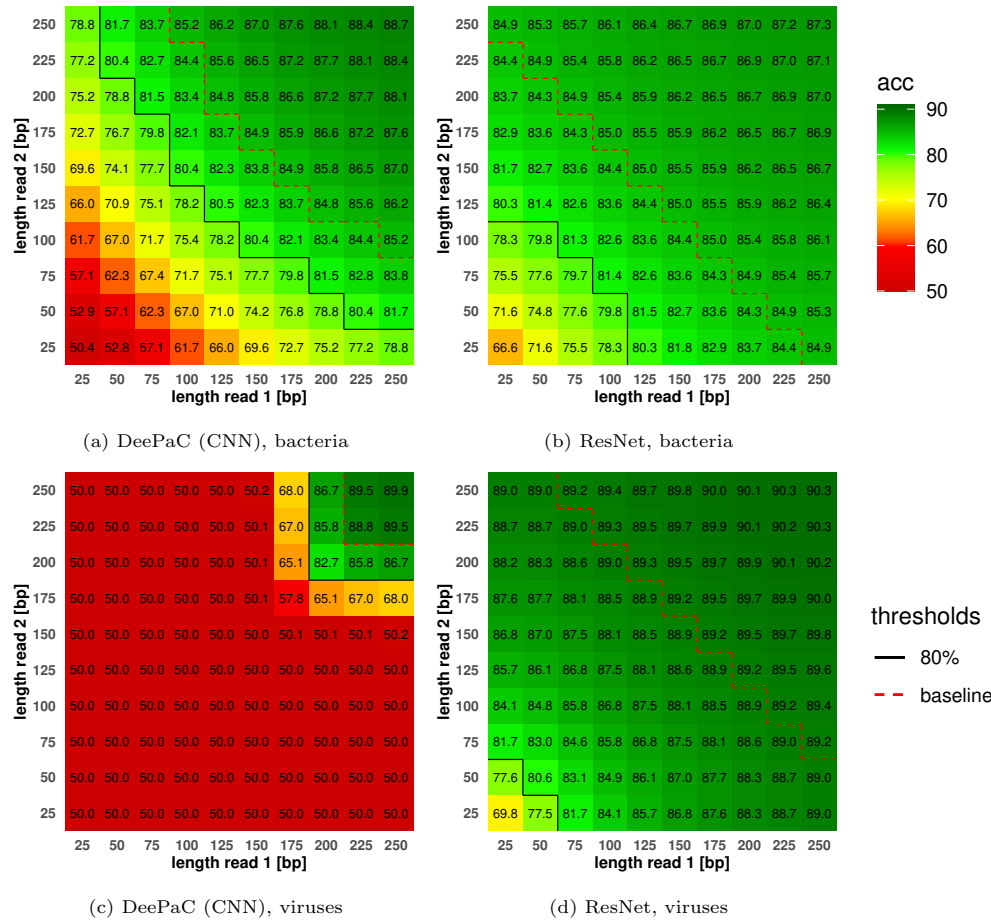 250 78.8 81.7 83.7 85.2 86.2 87.0 87.8 88.1 88.4 88.7
225 77.2 80.4 82.7 84.4 85.6 86.5 87.2 87.7 88.1 88.4
200 75.2 78.8 81.5 83.4 84.8 85.8 86.6 87.2 87.7 88.1
175 72.7 76.7 79.8 82.1 83.7 84.9 85.9 86.6 87.2 87.6
150 69.6 74.1 77.7 80.4 82.3 83.8 84.9 85.8 86.5 87.0
125 66.0 70.9 75.1 78.2 80.5 82.3 83.7 84.8 85.6 86.2
100 61.7 67.0 71.7 75.4 78.2 80.4 82.1 83.4 84.4 85.2
75 57.1 62.3 67.4 71.7 75.1 77.7 79.8 81.5 82.8 83.8
50 52.9 57.1 62.3 67.0 71.0 74.2 76.8 78.8 80.4 81.7
25 50.4 52.8 57.1 61.7 66.0 69.6 72.7 75.2 77.2 78.8
25 50 75 100 125 150 175 200 225 250
length read 1 [bp]
length read 2 [bp]
(a) DeePaC (CNN), bacteria
250 84.9 85.3 85.7 86.1 86.4 86.7 86.9 87.0 87.2 87.3
225 84.4 84.9 85.4 85.8 86.2 86.5 86.7 86.9 87.0 87.1
200 83.7 84.3 84.9 85.4 85.9 86.2 86.5 86.7 86.9 87.0
175 82.9 83.6 84.3 85.0 85.5 85.9 86.2 86.5 86.7 86.9
150 81.7 82.7 83.6 84.4 85.0 85.5 85.9 86.2 86.5 86.7
125 80.3 81.4 82.6 83.6 84.4 85.0 85.5 85.9 86.2 86.4
100 78.3 79.8 81.3 82.6 83.6 84.4 85.0 85.4 85.8 86.1
75 75.5 77.6 79.7 81.4 82.6 83.6 84.3 84.9 85.4 85.7
50 71.6 74.8 77.6 79.8 81.5 82.7 83.6 84.3 84.9 85.3
25 66.6 71.6 75.5 78.3 80.3 81.8 82.9 83.7 84.4 84.9
25 50 75 100 125 150 175 200 225 250
length read 1 [bp]
length read 2 [bp]
(b) ResNet, bacteria
acc
90
80
70
60
50
250 50.0 50.0 50.0 50.0 50.0 50.2 68.0 86.7 89.5 89.9
225 50.0 50.0 50.0 50.0 50.0 50.1 67.0 85.8 88.8 89.5
200 50.0 50.0 50.0 50.0 50.0 50.1 65.1 82.7 85.8 86.7
175 50.0 50.0 50.0 50.0 50.0 50.1 57.8 65.1 67.0 68.0
150 50.0 50.0 50.0 50.0 50.0 50.0 50.1 50.1 50.1 50.2
125 50.0 50.0 50.0 50.0 50.0 50.0 50.0 50.0 50.0 50.0
100 50.0 50.0 50.0 50.0 50.0 50.0 50.0 50.0 50.0 50.0
75 50.0 50.0 50.0 50.0 50.0 50.0 50.0 50.0 50.0 50.0
50 50.0 50.0 50.0 50.0 50.0 50.0 50.0 50.0 50.0 50.0
25 50.0 50.0 50.0 50.0 50.0 50.0 50.0 50.0 50.0 50.0
25 50 75 100 125 150 175 200 225 250
length read 1 [bp]
length read 2 [bp]
(c) DeePaC (CNN), viruses
250 89.0 89.0 89.2 89.4 89.7 89.8 90.0 90.1 90.3 90.3
225 88.7 88.7 89.0 89.3 89.5 89.7 89.9 90.1 90.2 90.3
200 88.2 88.3 88.6 89.0 89.3 89.5 89.7 89.9 90.1 90.2
175 87.6 87.7 88.1 88.5 88.9 89.2 89.5 89.7 89.9 90.0
150 86.8 87.0 87.5 88.1 88.5 88.9 89.2 89.5 89.7 89.8
125 85.7 86.1 86.8 87.5 88.1 88.6 88.9 89.2 89.5 89.6
100 84.1 84.8 85.8 86.8 87.5 88.1 88.5 88.9 89.2 89.4
75 81.7 83.0 84.6 85.8 86.8 87.5 88.1 88.6 89.0 89.2
50 77.6 80.6 83.1 84.9 86.1 87.0 87.7 88.3 88.7 89.0
25 69.8 77.5 81.7 84.1 85.7 86.8 87.6 88.3 88.7 89.0
25 50 75 100 125 150 175 200 225 250
length read 1 [bp]
length read 2 [bp]
(d) ResNet, viruses
thresholds
80%
baseline